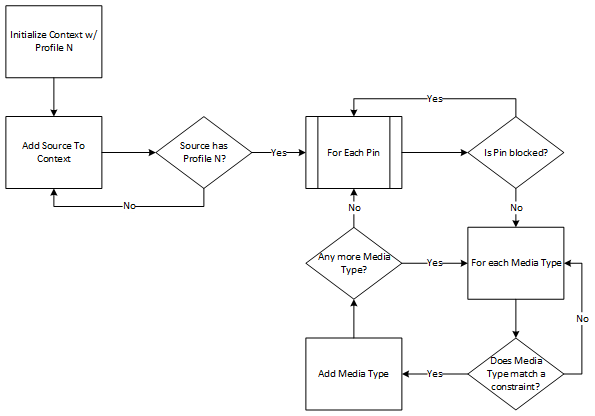 Initialize Context w/
Profile N
Yes
Add Source To
Context
Source has
Profile N?
Yes
For Each Pin
Is Pin blocked?
No
No
No
Any more Media
Type?
Yes
For each Media Type
No
Add Media Type
Yes
Does Media
Type match a
constraint?